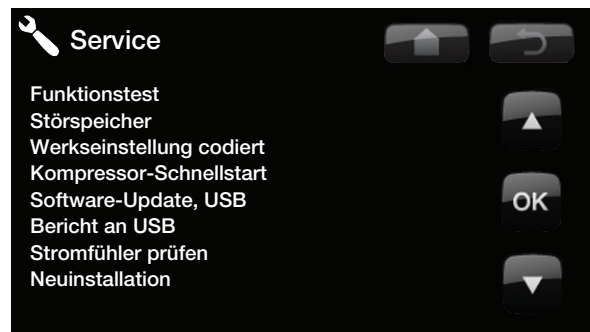 Service
Funktionstest
Störspeicher
Werkseinstellung codiert
Kompressor-Schnellstart
Software-Update, USB
Bericht an USB
Stromfühler prüfen
Neuinstallation
OK